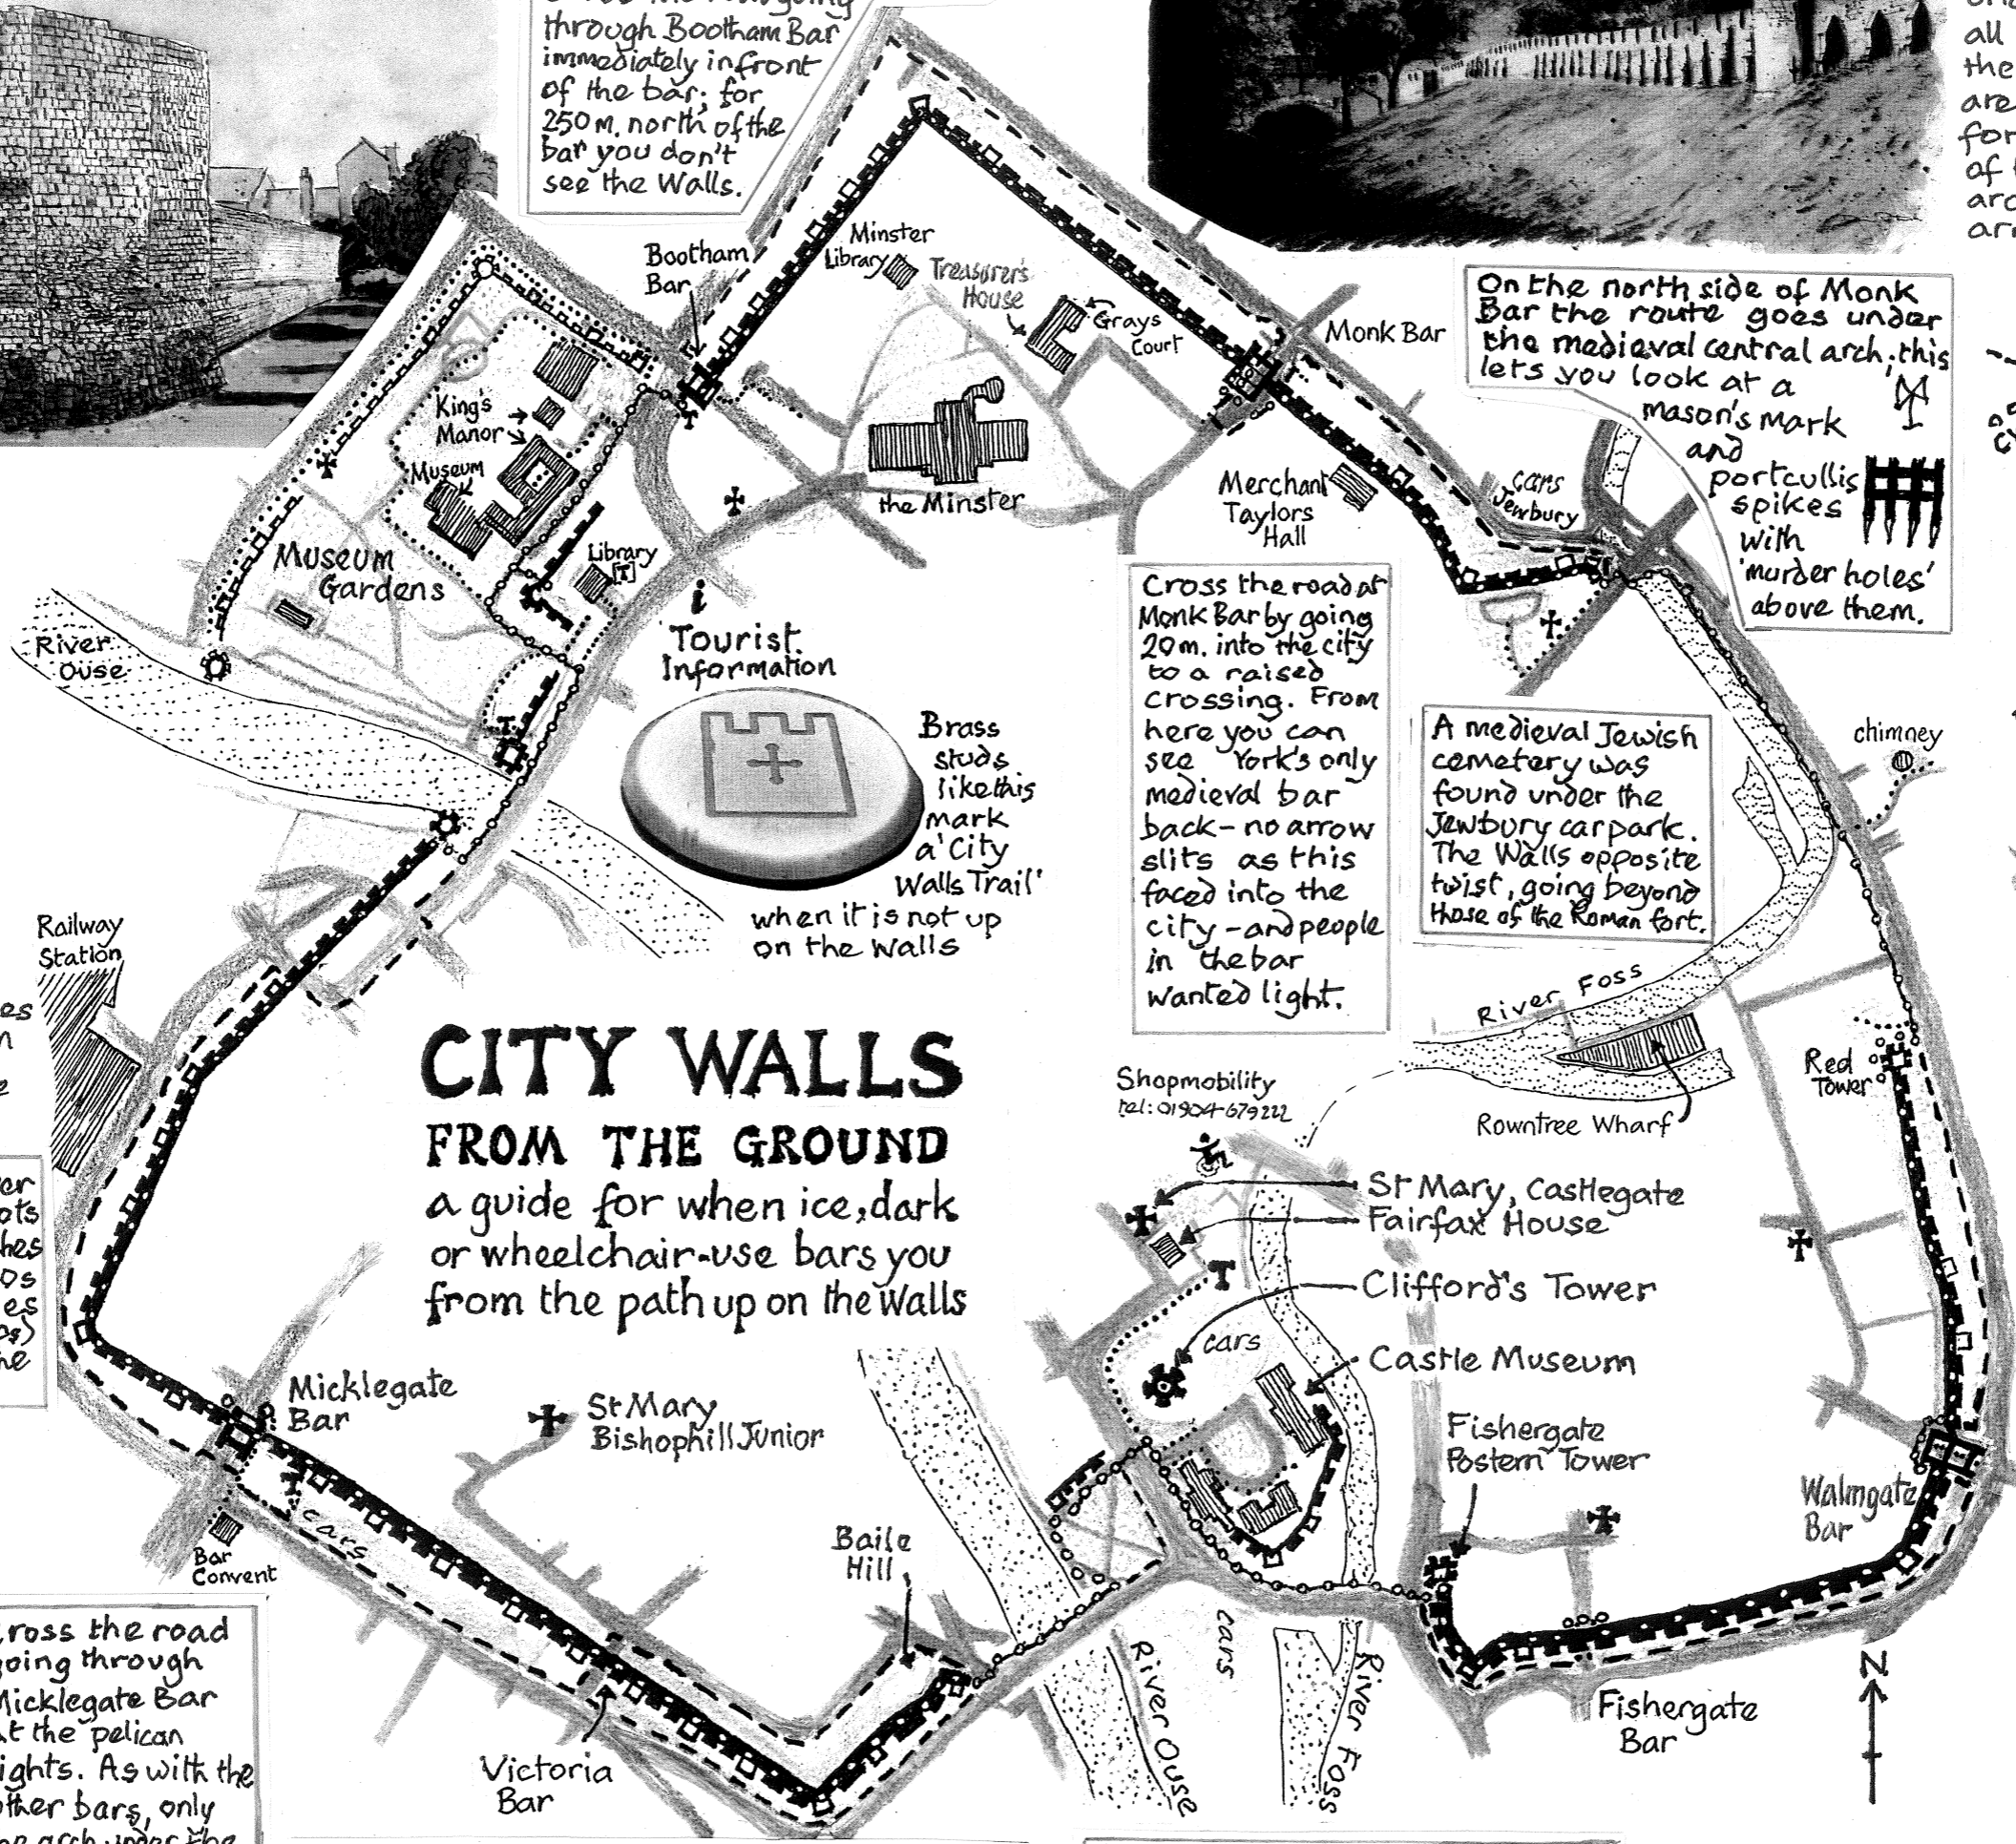 through Bootham Bar
immediately in front
of the bar; for
250m. north of the
bar you don't
see the Walls.
all
the
are
for
of
Bootham
Bar
Minster
Library
Treasurer's
House
Grays
Court
Monk Bar
On the north side of Monk
Bar the route goes under
the medieval central arch; this
lets you look at a
mason's mark
and
portcullis
spikes
with
'murder holes'
above them.
King's
Manor
Museum
the Minster
Merchant
Taylors
Hall
cars
Jewbury
Museum
Gardens
Library
T
River
Ouse
i
Tourist
Information
Brass
studs
like this
mark
a 'City
Walls Trail'
when it is not up
on the walls
Cross the road at
Monk Bar by going
20m. into the city
to a raised
crossing. From
here you can
see York's only
medieval bar
back - no arrow
slits as this
faced into the
city - and people
in the bar
wanted light.
A medieval Jewish
cemetery was
found under the
Jewbury car park.
The Walls opposite
twist, going beyond
those of the Roman fort.
chimney
Railway
Station
River Foss
Red
Tower
Rowntree Wharf
CITY WALLS
FROM THE GROUND
a guide for when ice, dark
or wheelchair-use bars you
from the path up on the Walls
Shopmobility
tel: 01904 679222
St Mary, Castlegate
Fairfax House
T
Clifford's Tower
cars
Castle Museum
Micklegate
Bar
St Mary
Bishophill Junior
Fishergate
Postern Tower
Walmgate
Bar
T
cars
Bar
Convent
Baile
Hill
Victoria
Bar
cars
River Ouse
River Foss
Fishergate
Bar
N
ross the road
oing through
Micklegate Bar
at the pelican
ights. As with the
other bars, only